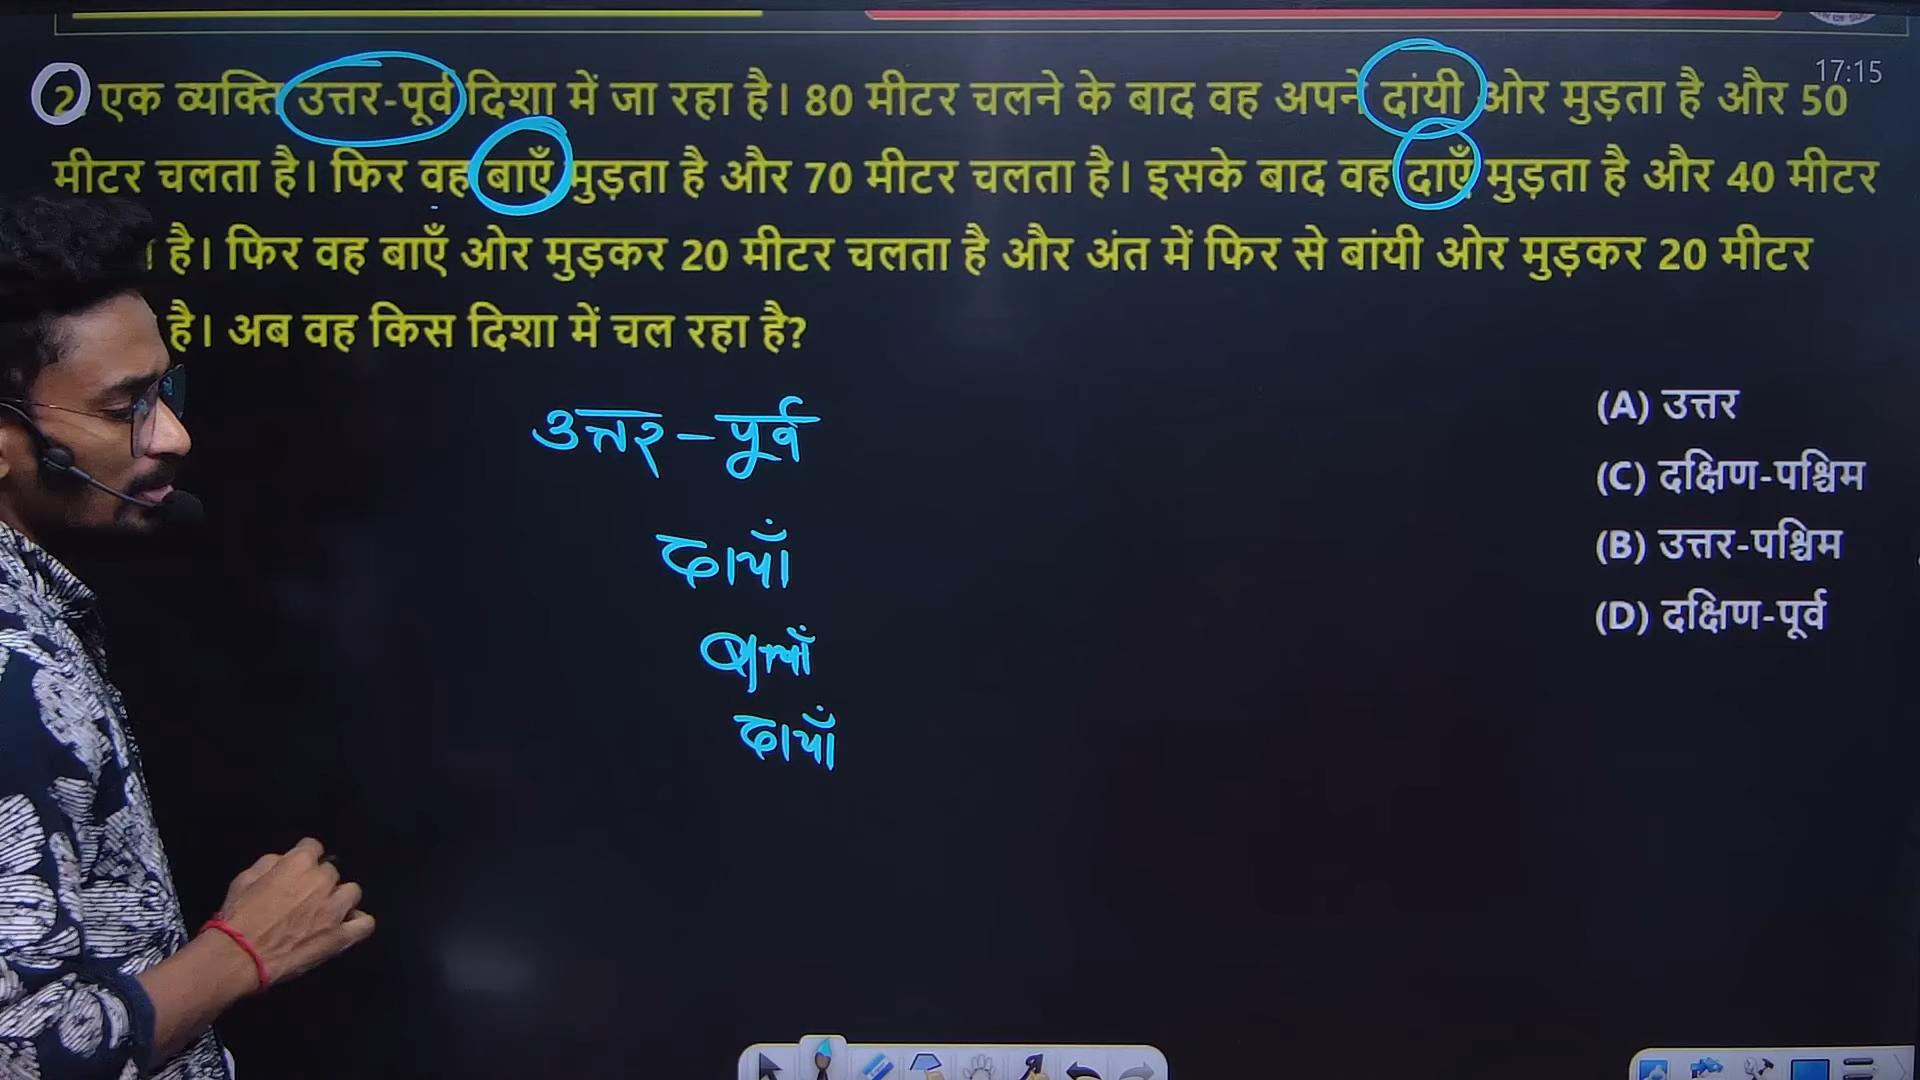 17:15
2. एक व्यक्ति उत्तर-पूर्व दिशा में जा रहा है। 80 मीटर चलने के बाद वह अपने दांयी ओर मुड़ता है और 50
मीटर चलता है। फिर वह बाएँ मुड़ता है और 70 मीटर चलता है। इसके बाद वह दाएँ मुड़ता है और 40 मीटर
है। फिर वह बाएँ ओर मुड़कर 20 मीटर चलता है और अंत में फिर से बांयी ओर मुड़कर 20 मीटर
है। अब वह किस दिशा में चल रहा है?
उत्तर-पूर्व
दायाँ
बायाँ
दायाँ
(A) उत्तर
(C) दक्षिण-पश्चिम
(B) उत्तर-पश्चिम
(D) दक्षिण-पूर्व